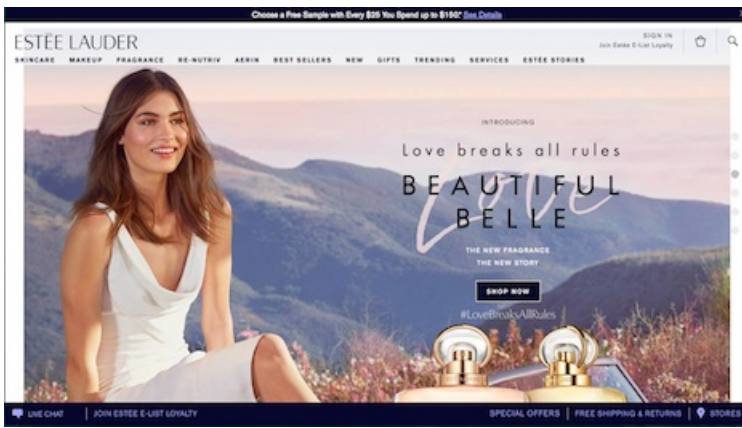 Choose a Free Sample with Every $25 You Spend up to $150.* See Details
ESTĒE LAUDER
SIGN IN
Join Estée E-List Loyalty
SKINCARE MAKEUP FRAGRANCE RE-NUTRIV AERIN BEST SELLERS NEW GIFTS TRENDING SERVICES ESTÉE STORIES
INTRODUCING
Love breaks all rules
Love
BEAUTIFUL
BELLE
THE NEW FRAGRANCE
THE NEW STORY
SHOP NOW
#LoveBreaksAllRules
LIVE CHAT JOIN ESTÉE E-LIST LOYALTY SPECIAL OFFERS FREE SHIPPING & RETURNS STORES